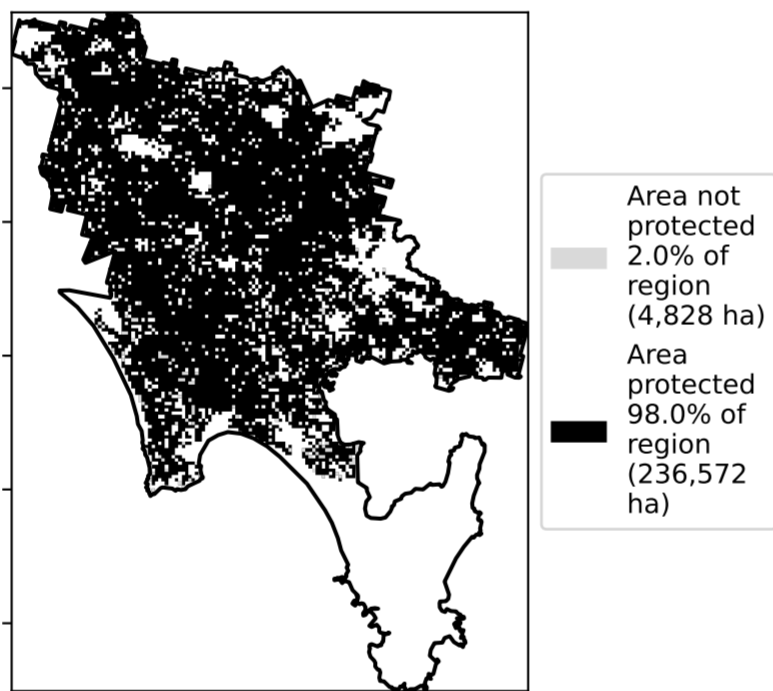 Area not
protected
2.0% of
region
(4,828 ha)
Area
protected
98.0% of
region
(236,572
ha)